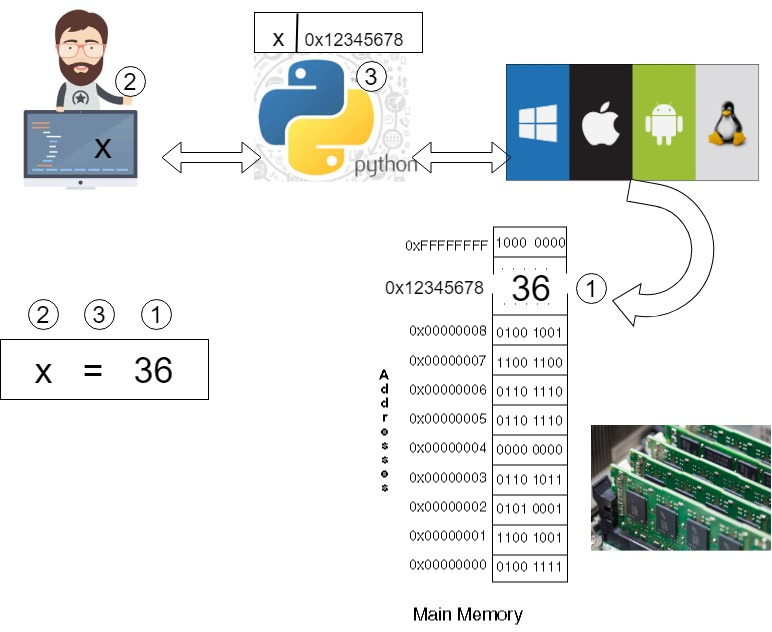 x 0x12345678
2
3
x
python
0xFFFFFFFF 1000 0000
0x12345678 36 1
2 3 1
x = 36
0x00000008 0100 1001
0x00000007 1100 1100
0x00000006 0110 1110
0x00000005 0110 1110
0x00000004 0000 0000
0x00000003 0110 1011
0x00000002 0101 0001
0x00000001 1100 1001
0x00000000 0100 1111
Addresses
Main Memory